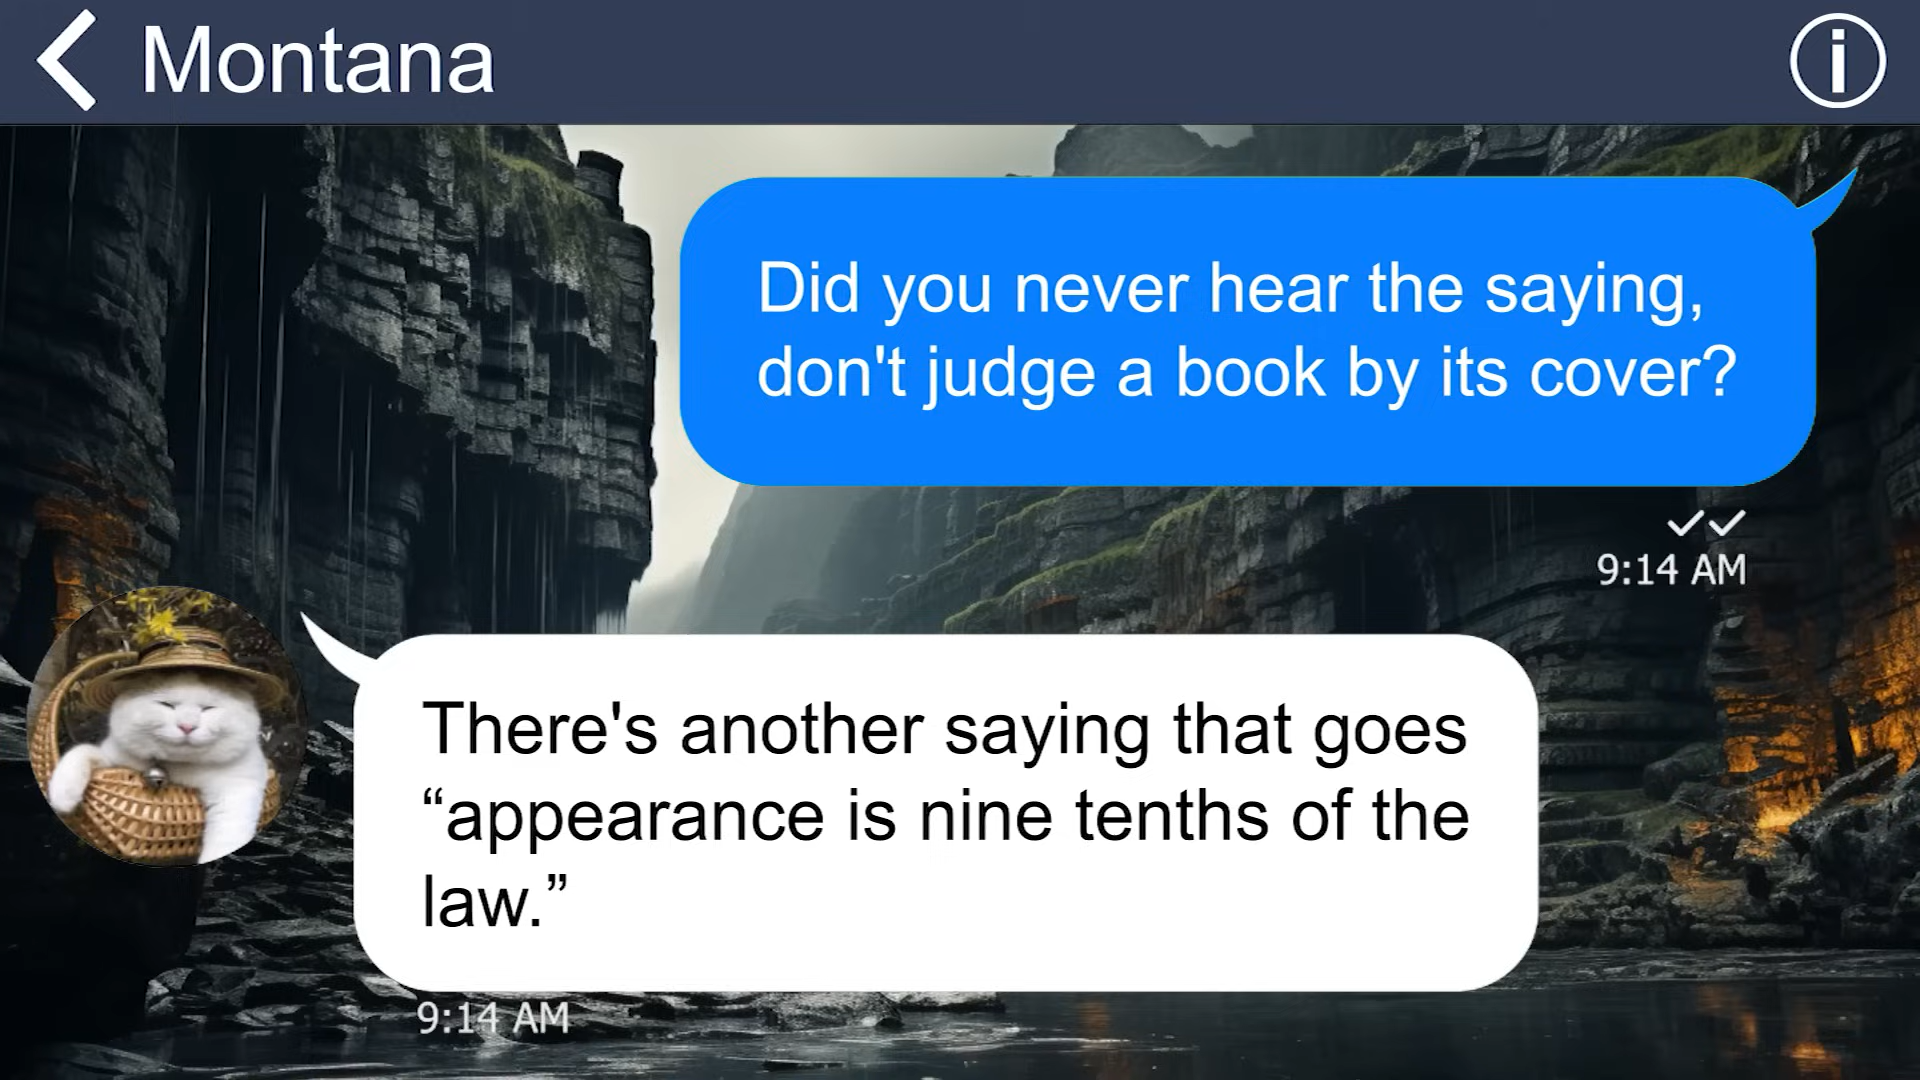 Montana
Did you never hear the saying,
don't judge a book by its cover?
9:14 AM
There's another saying that goes
“appearance is nine tenths of the
law.”
9:14 AM